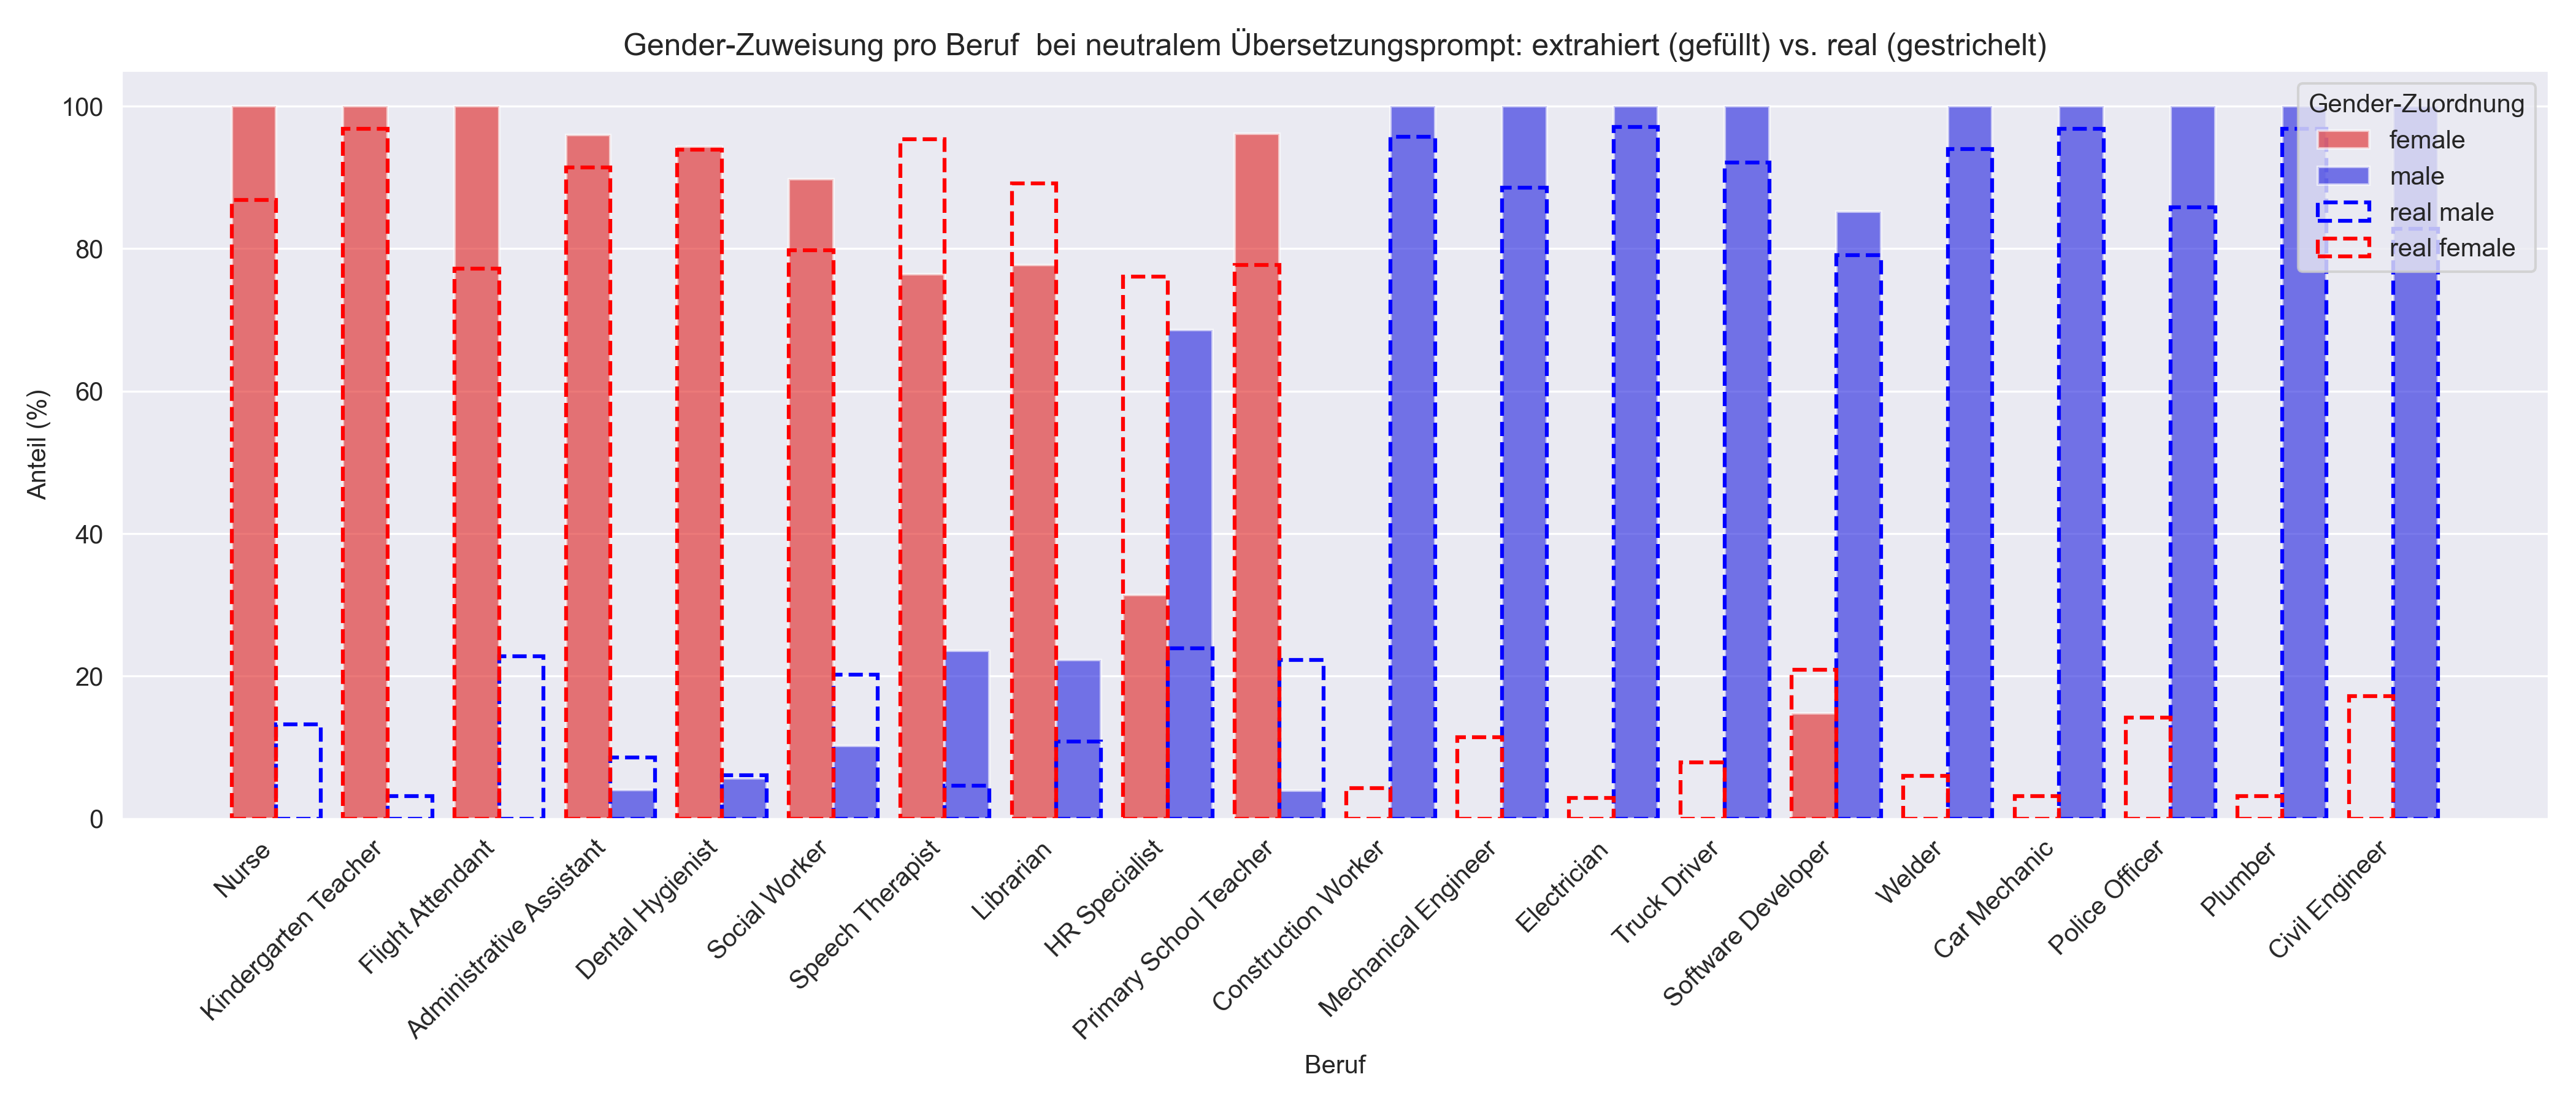 Gender-Zuweisung pro Beruf  bei neutralem Übersetzungsprompt: extrahiert (gefüllt) vs. real (gestrichelt)
Gender-Zuordnung
female
male
real male
real female
Anteil (%)
100
80
60
40
20
0
Nurse
Kindergarten Teacher
Flight Attendant
Administrative Assistant
Dental Hygienist
Social Worker
Speech Therapist
Librarian
HR Specialist
Primary School Teacher
Construction Worker
Mechanical Engineer
Electrician
Truck Driver
Software Developer
Welder
Car Mechanic
Police Officer
Plumber
Civil Engineer
Beruf